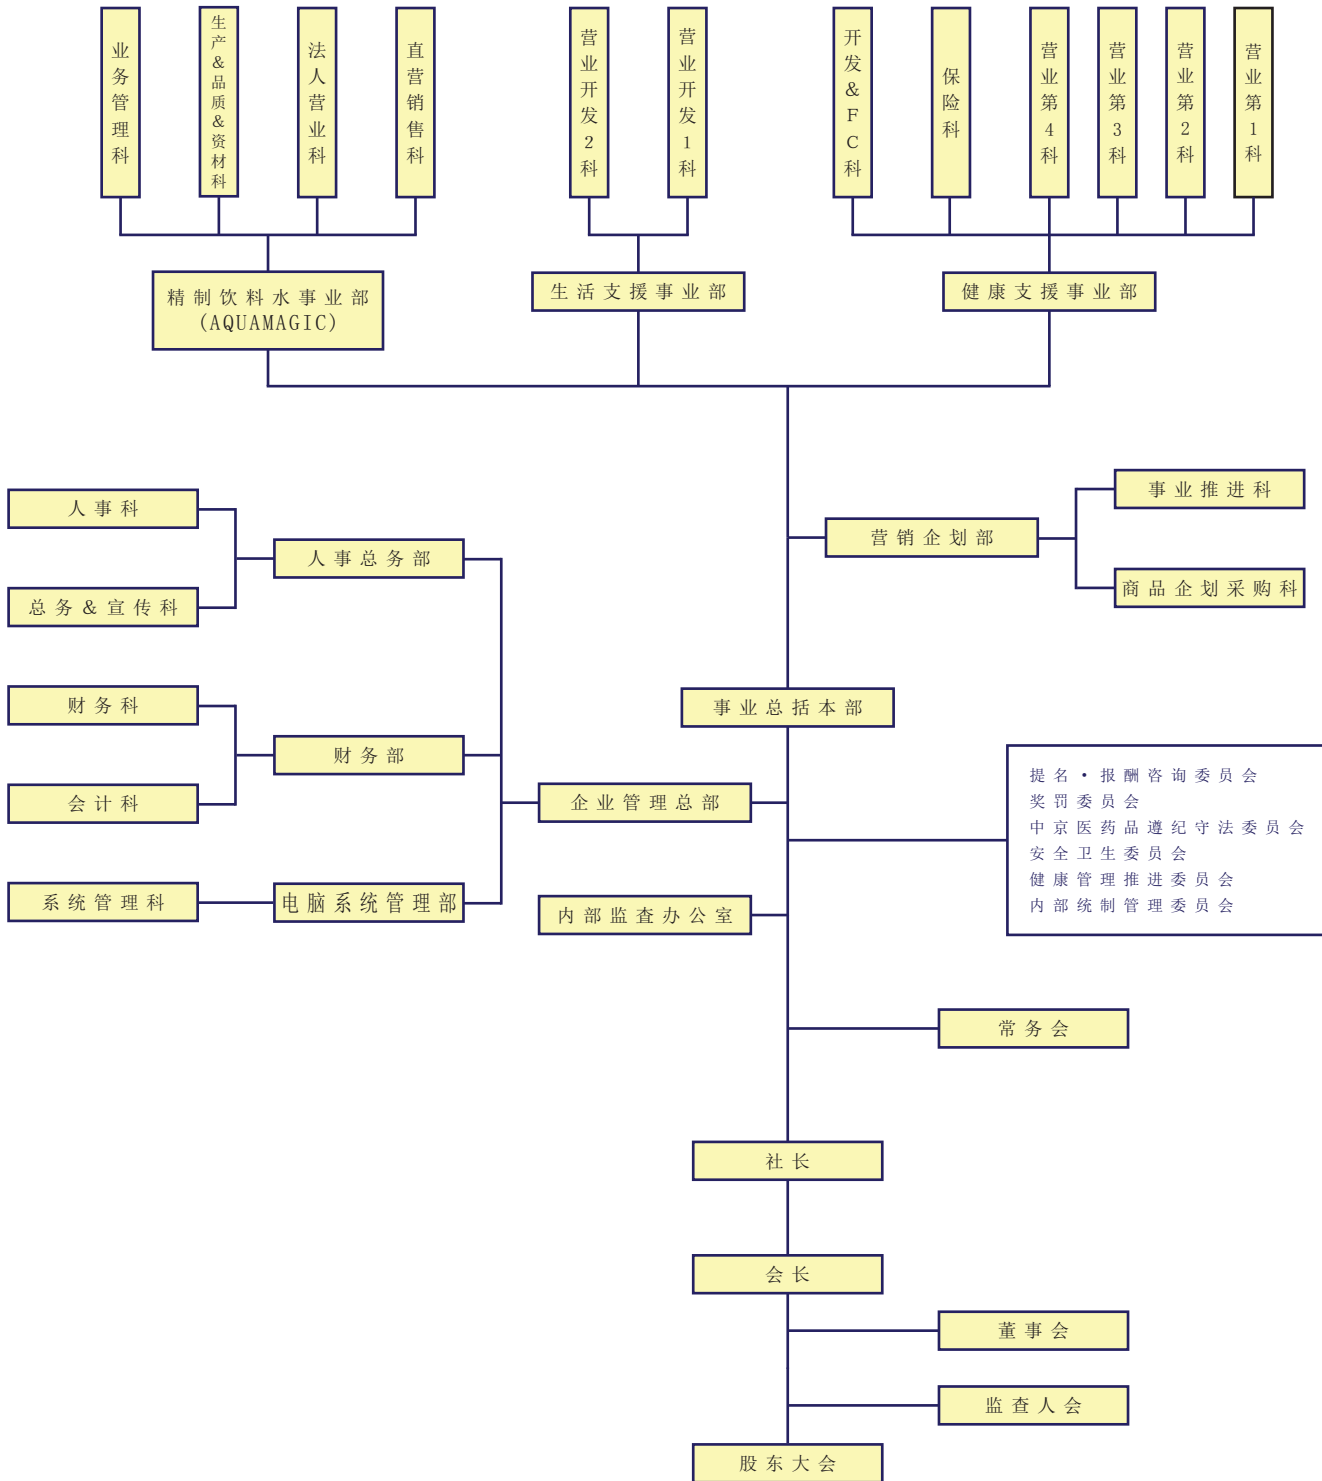 业务管理科
生产&品质&资材科
法人营业科
直营销售科
营业开发2科
营业开发1科
开发&FC科
保险科
营业第4科
营业第3科
营业第2科
营业第1科
精制饮料水事业部
(AQUAMAGIC)
生活支援事业部
健康支援事业部
人事科
总务&宣传科
人事总务部
营销企划部
事业推进科
商品企划采购科
财务科
会计科
财务部
事业总括本部
企业管理总部
系统管理科
电脑系统管理部
内部监查办公室
提名・报酬咨询委员会
奖罚委员会
中京医药品遵纪守法委员会
安全卫生委员会
健康管理推进委员会
内部统制管理委员会
常务会
社长
会长
董事会
监查人会
股东大会